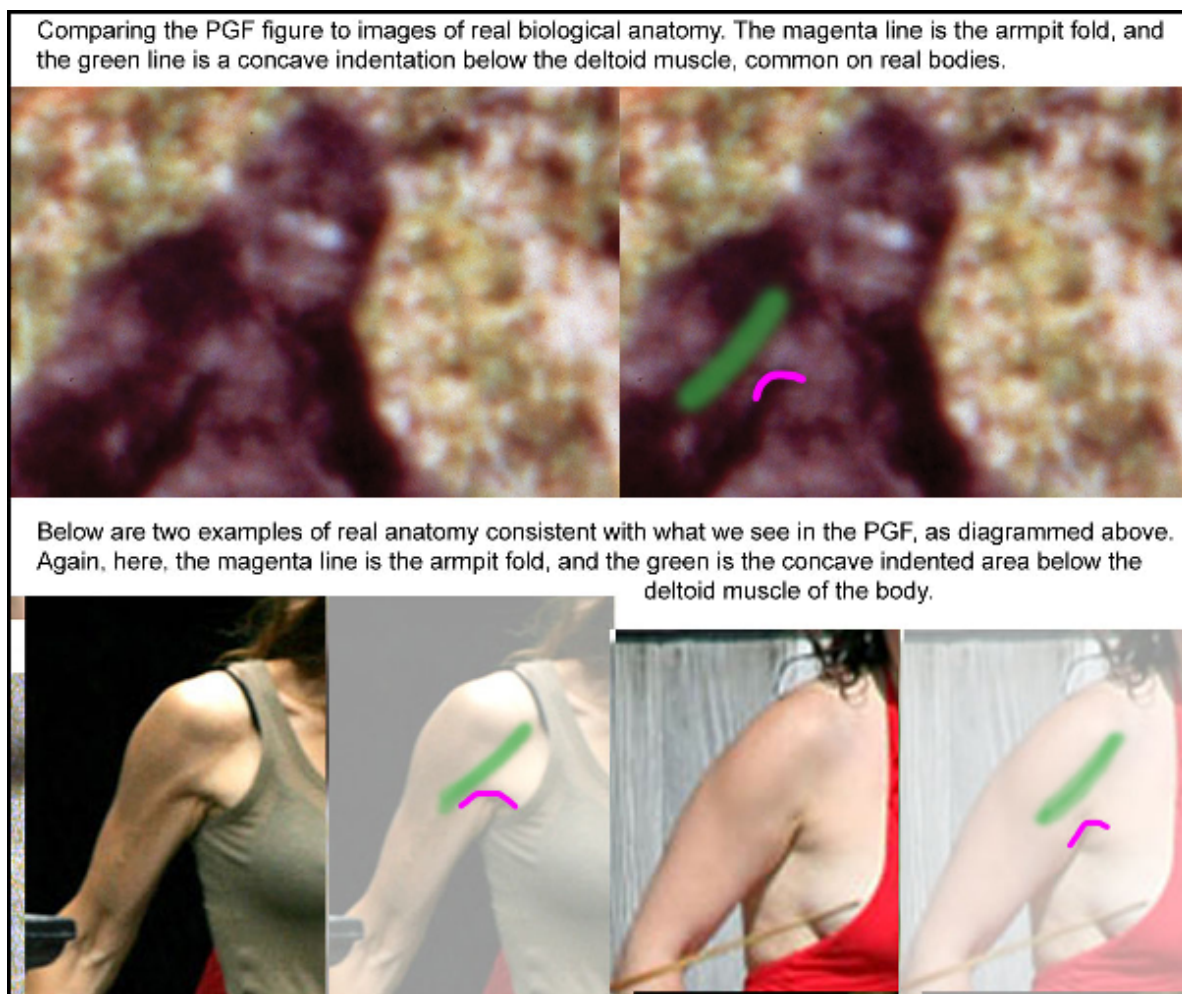 Comparing the PGF figure to images of real biological anatomy. The magenta line is the armpit fold, and
the green line is a concave indentation below the deltoid muscle, common on real bodies.
Below are two examples of real anatomy consistent with what we see in the PGF, as diagrammed above.
Again, here, the magenta line is the armpit fold, and the green is the concave indented area below the
deltoid muscle of the body.